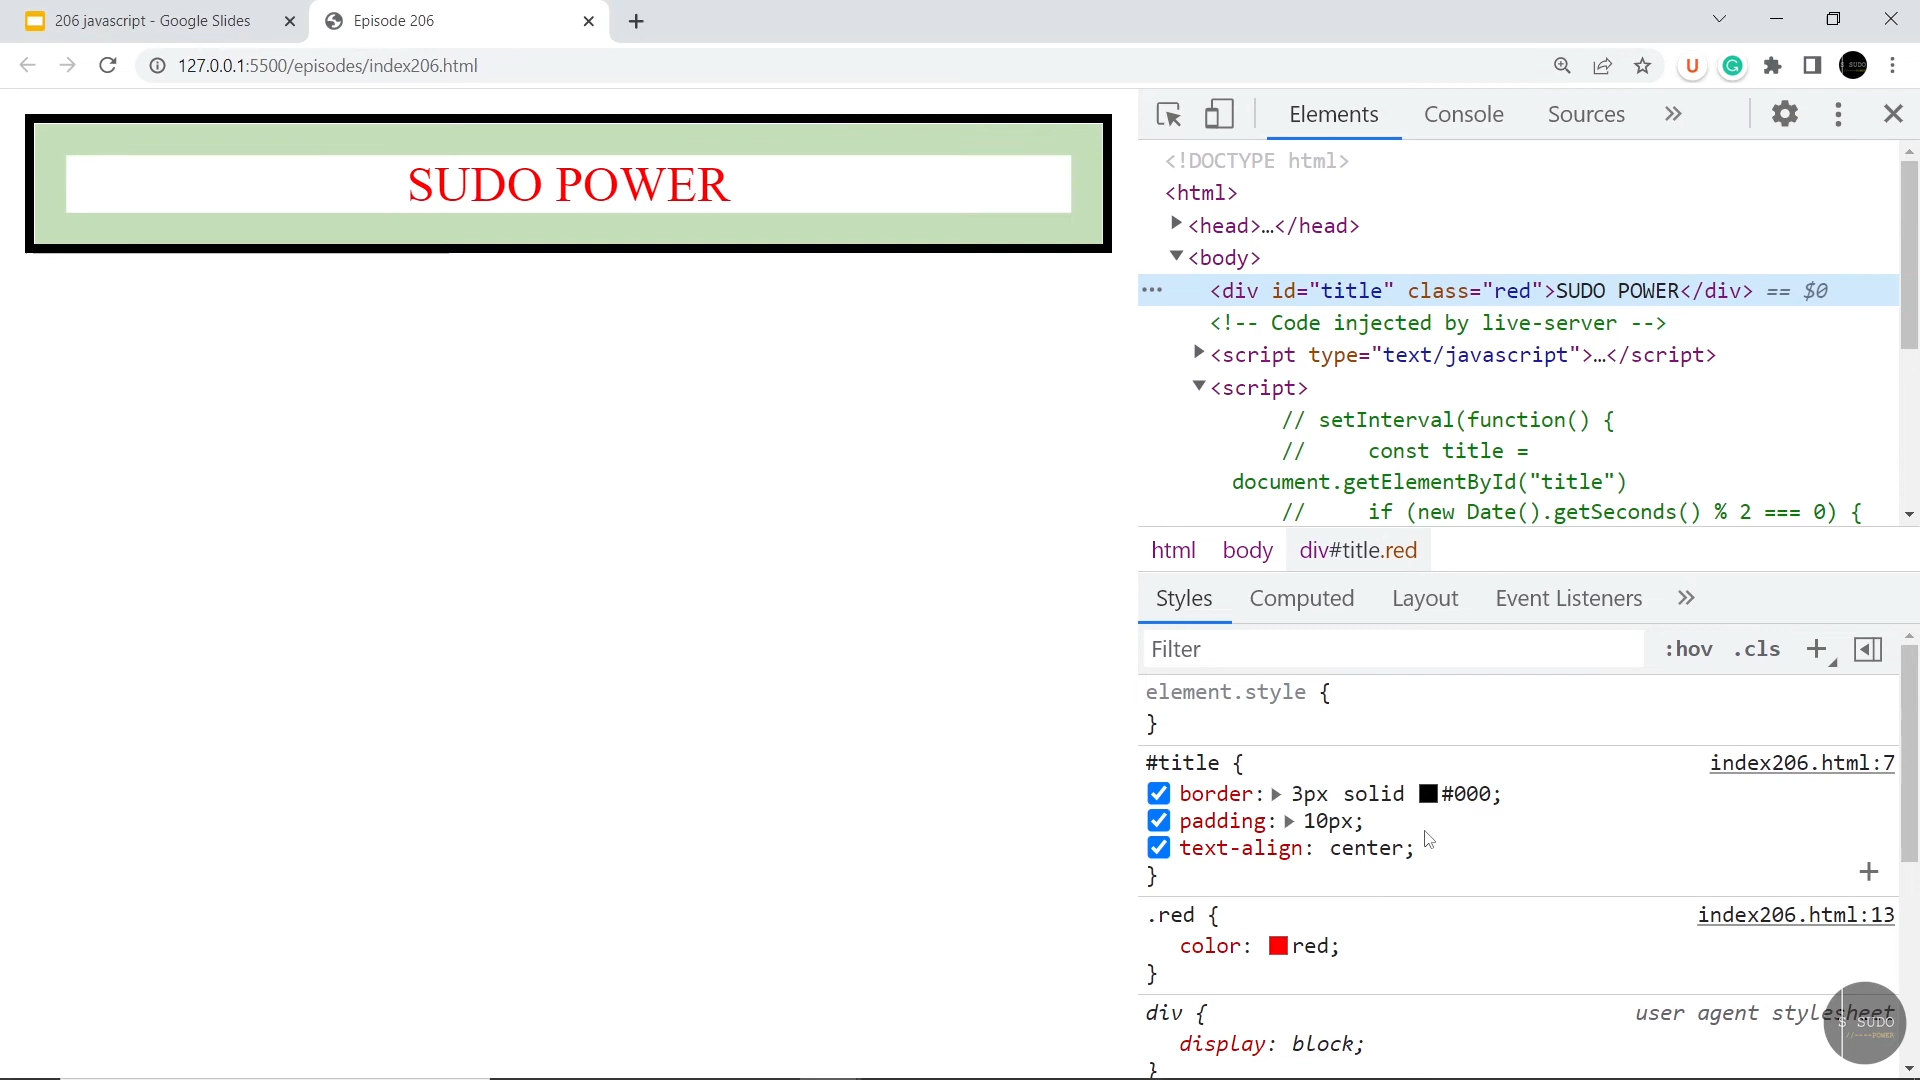 206 javascript - Google Slides
Episode 206
127.0.0.1:5500/episodes/index206.html
U
G
SUDO
SUDO POWER
Elements Console Sources
<!DOCTYPE html>
<html>
<head>…</head>
<body>
<div id="title" class="red">SUDO POWER</div> == $0
<!-- Code injected by live-server -->
<script type="text/javascript">…</script>
<script>
// setInterval(function() {
// const title =
document.getElementById("title")
// if (new Date().getSeconds() % 2 === 0) {
html body div#title.red
Styles Computed Layout Event Listeners
Filter :hov .cls
element.style {
}
#title { index206.html:7
border: 3px solid #000;
padding: 10px;
text-align: center;
}
.red { index206.html:13
color: red;
}
div { user agent stylesheet
display: block;
}
$ SUDO
//----POWER